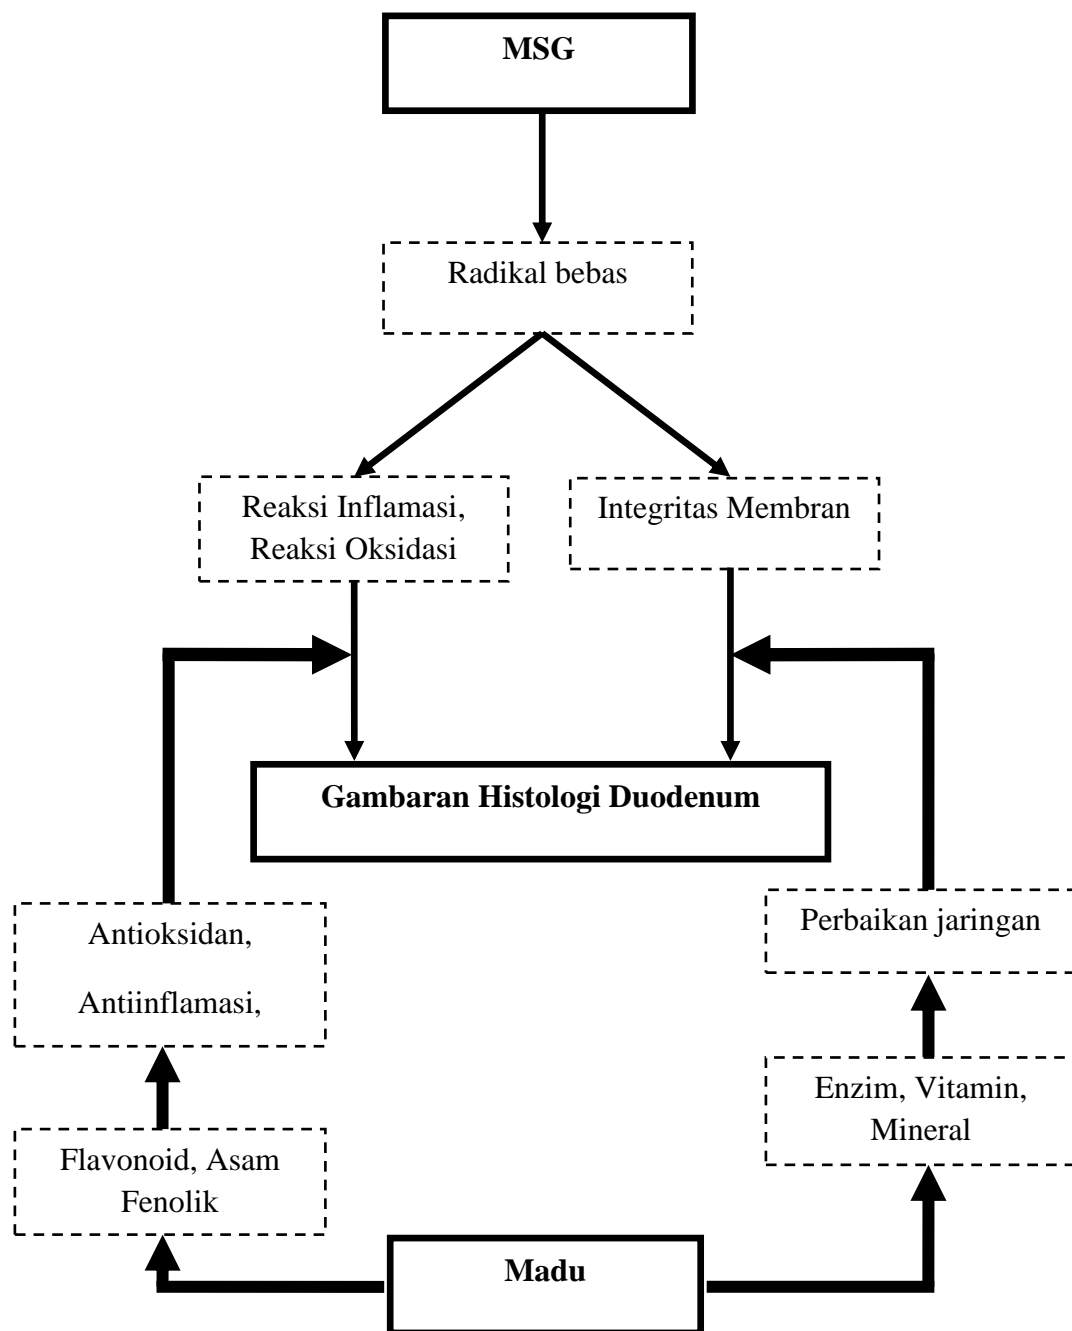 MSG
Radikal bebas
Reaksi Inflamasi,
Reaksi Oksidasi
Integritas Membran
Gambaran Histologi Duodenum
Antioksidan,
Antiinflamasi,
Perbaikan jaringan
Enzim, Vitamin,
Mineral
Flavonoid, Asam
Fenolik
Madu